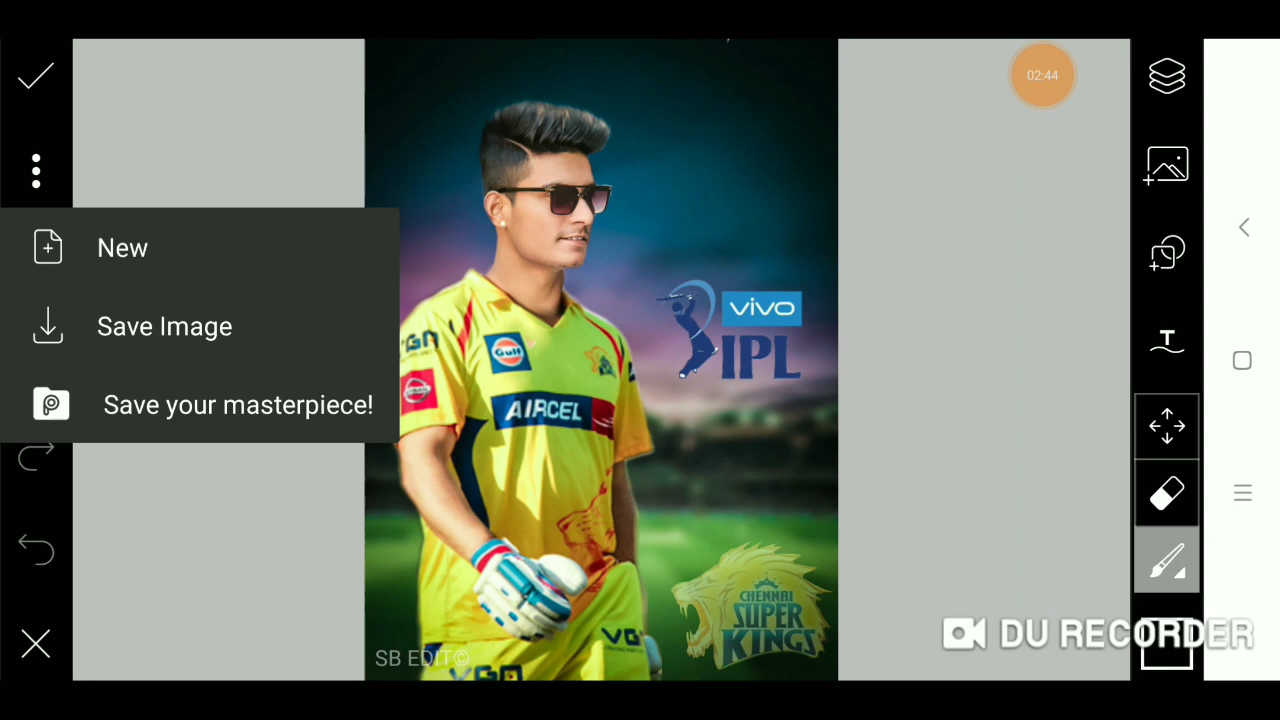 02:44
New
Save Image
Save your masterpiece!
vivo
IPL
Gulf
NISSAN
AIRCEL
CHENNAI
SUPER
KINGS
SB EDIT©
DU RECORDER